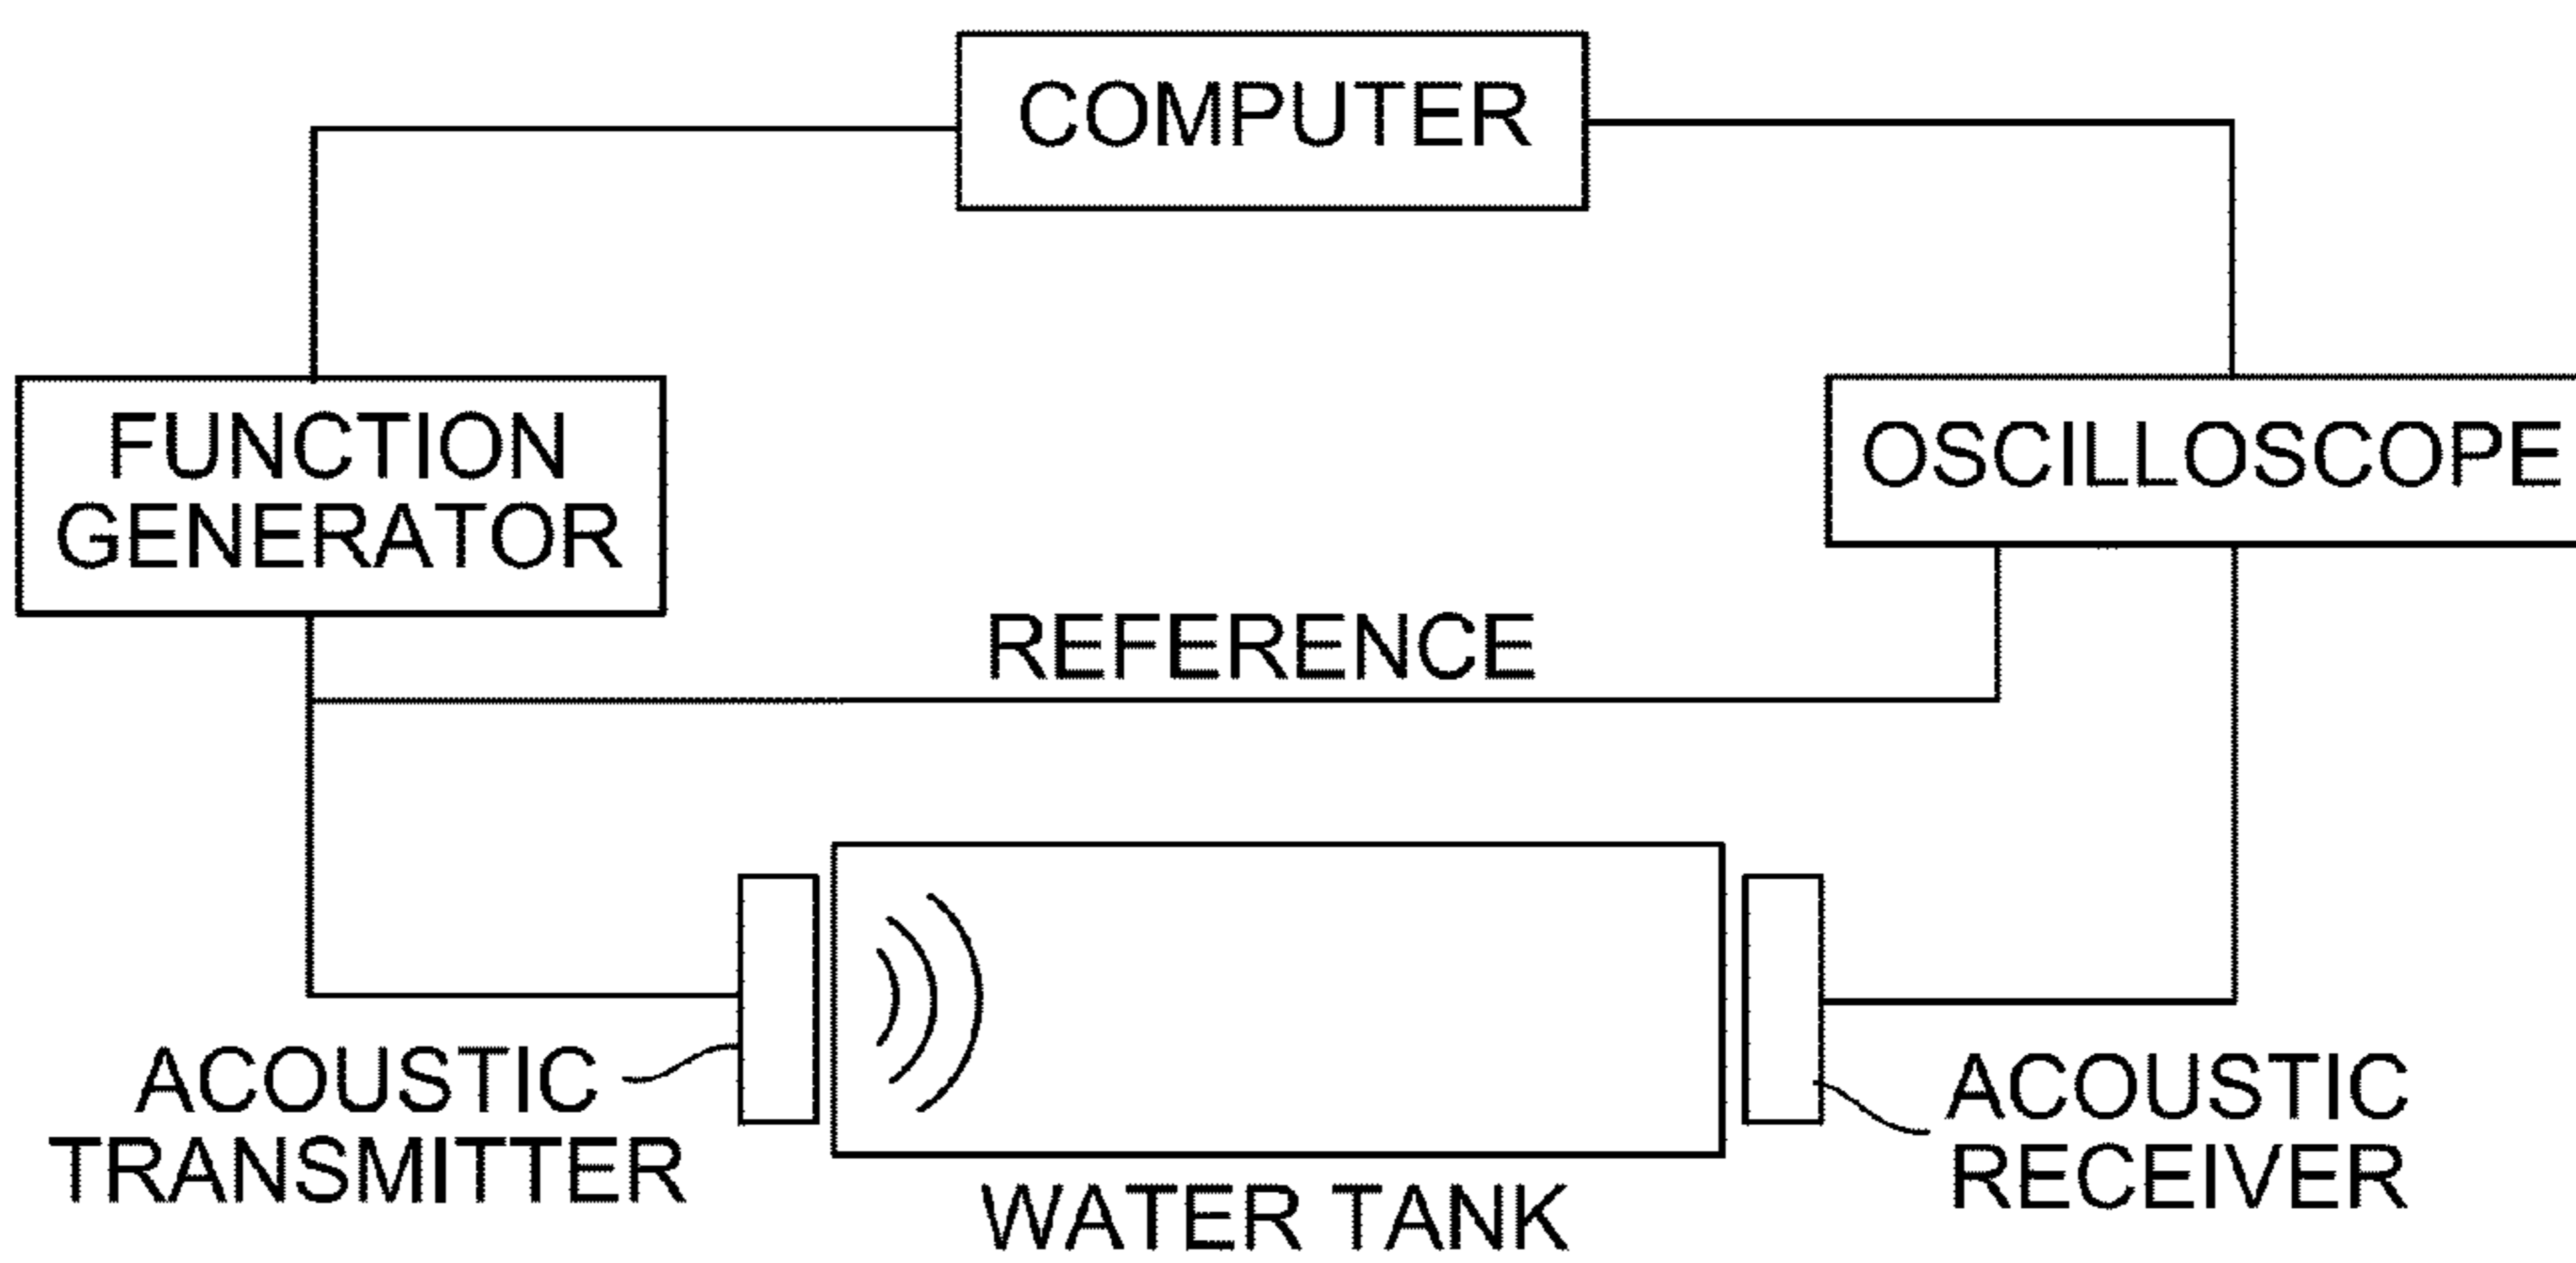 COMPUTER
FUNCTION
GENERATOR
OSCILLOSCOPE
REFERENCE
ACOUSTIC
TRANSMITTER
WATER TANK
ACOUSTIC
RECEIVER